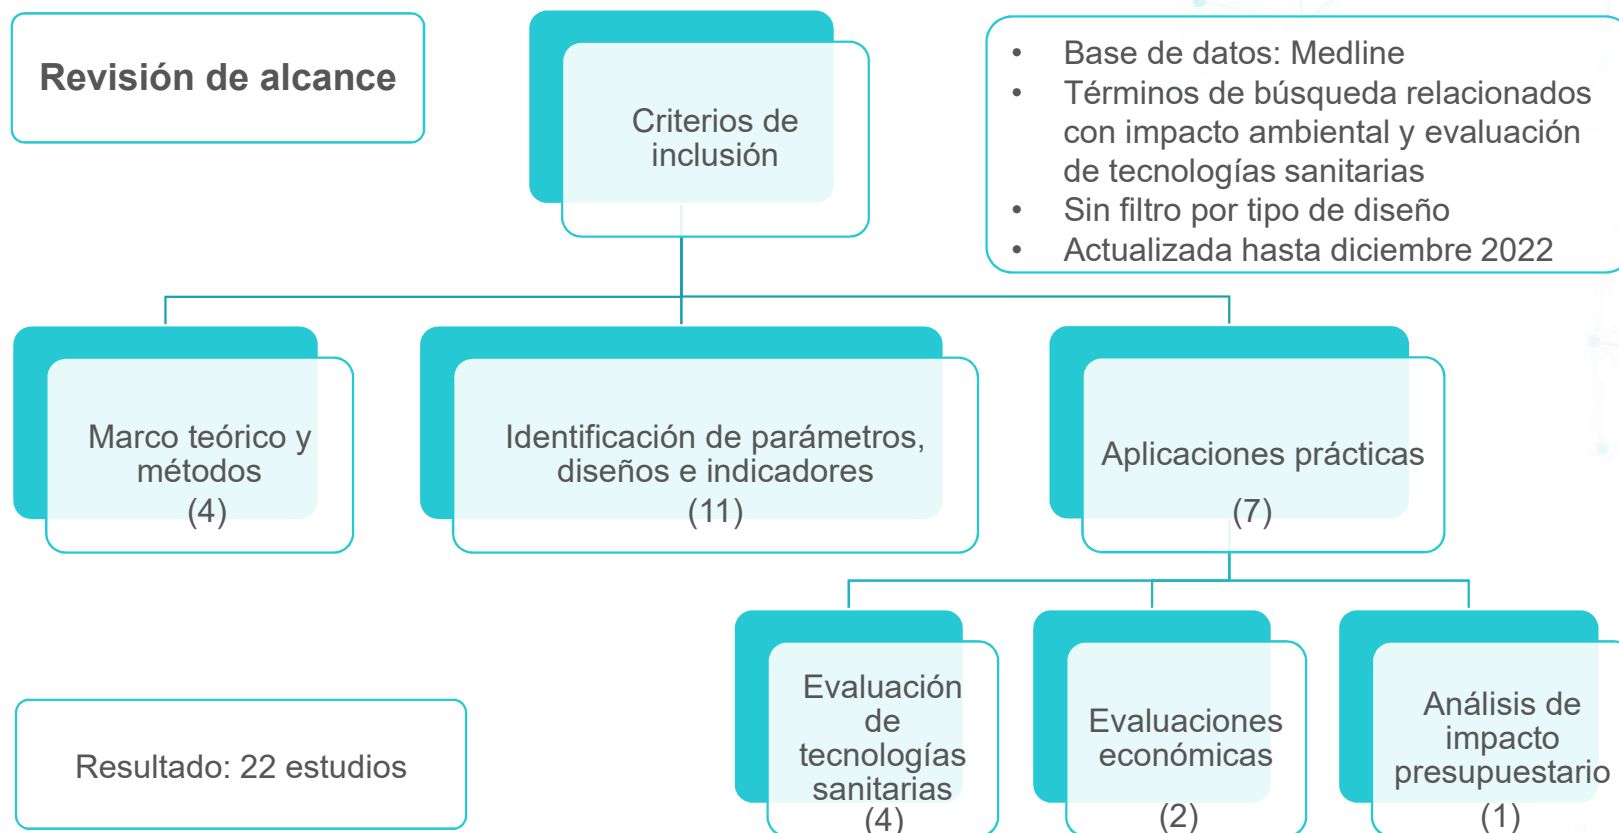 Revisión de alcance
Criterios de
inclusión
• Base de datos: Medline
• Términos de búsqueda relacionados
con impacto ambiental y evaluación
de tecnologías sanitarias
• Sin filtro por tipo de diseño
• Actualizada hasta diciembre 2022
Marco teórico y
métodos
(4)
Identificación de parámetros,
diseños e indicadores
(11)
Aplicaciones prácticas
(7)
Evaluación
de
tecnologías
sanitarias
(4)
Evaluaciones
económicas
(2)
Análisis de
impacto
presupuestario
(1)
Resultado: 22 estudios